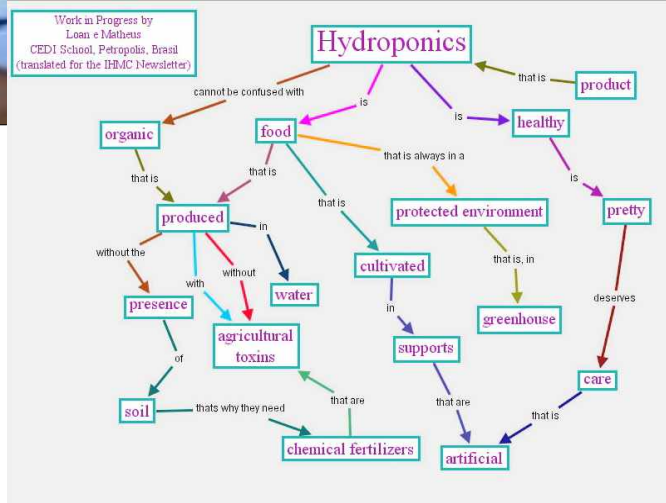 Work in Progress by
Loan e Matheus
CEDI School, Petropolis, Brasil
(translated for the IHMC Newsletter)
Hydroponics
that is
product
cannot be confused with
is
is
organic
food
healthy
that is
that is
that is always in a
is
that is
produced
in
protected environment
pretty
without the
with
without
cultivated
that is, in
presence
water
in
greenhouse
deserves
agricultural
toxins
supports
of
soil
thats why they need
that are
that are
care
that is
chemical fertilizers
artificial